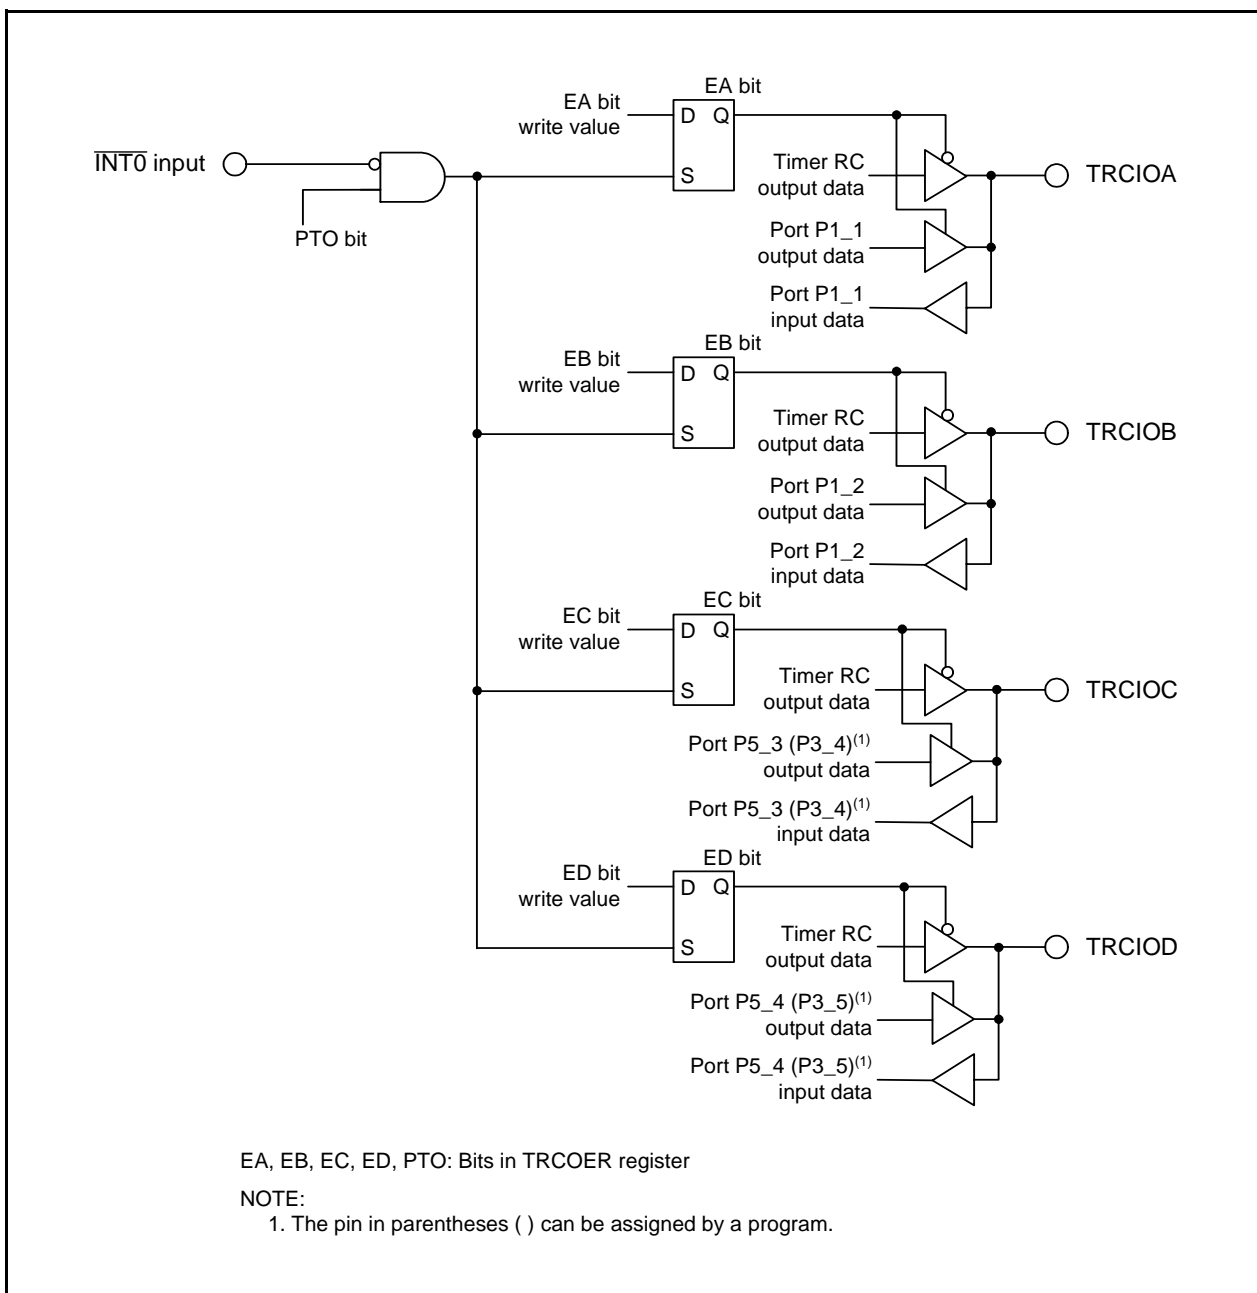 EA bit
EA bit
write value
D Q
S
INT0 input
PTO bit
Timer RC
output data
TRCIOA
Port P1_1
output data
Port P1_1
input data
EB bit
EB bit
write value
D Q
S
Timer RC
output data
TRCIOB
Port P1_2
output data
Port P1_2
input data
EC bit
EC bit
write value
D Q
S
Timer RC
output data
TRCIOC
Port P5_3 (P3_4)(1)
output data
Port P5_3 (P3_4)(1)
input data
ED bit
ED bit
write value
D Q
S
Timer RC
output data
TRCIOD
Port P5_4 (P3_5)(1)
output data
Port P5_4 (P3_5)(1)
input data
EA, EB, EC, ED, PTO: Bits in TRCOER register
NOTE:
1. The pin in parentheses ( ) can be assigned by a program.